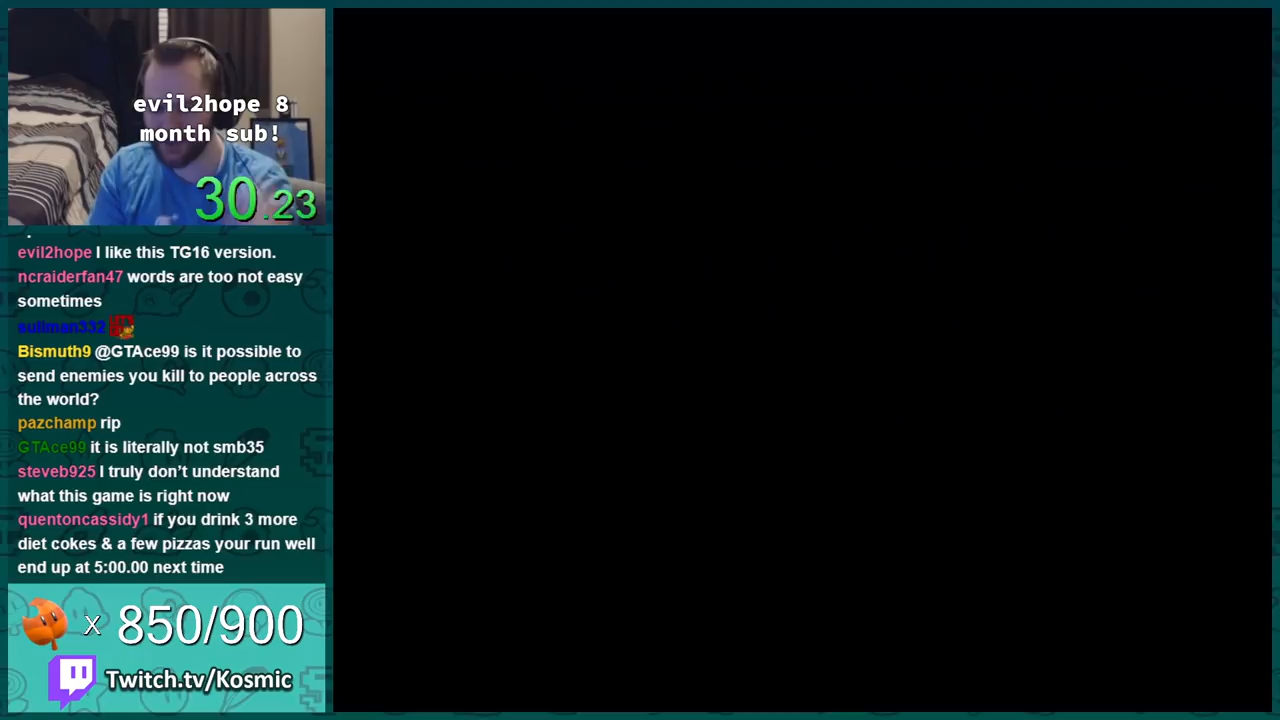 evil2hope 8
month sub!
30.23
evil2hope I like this TG16 version.
ncraiderfan47 words are too not easy
sometimes
suliman332
Bismuth9 @GTAce99 is it possible to
send enemies you kill to people across
the world?
pazchamp rip
GTAce99 it is literally not smb35
steveb925 I truly don’t understand
what this game is right now
quentoncassidy1 if you drink 3 more
diet cokes & a few pizzas your run well
end up at 5:00.00 next time
x 850/900
Twitch.tv/Kosmic